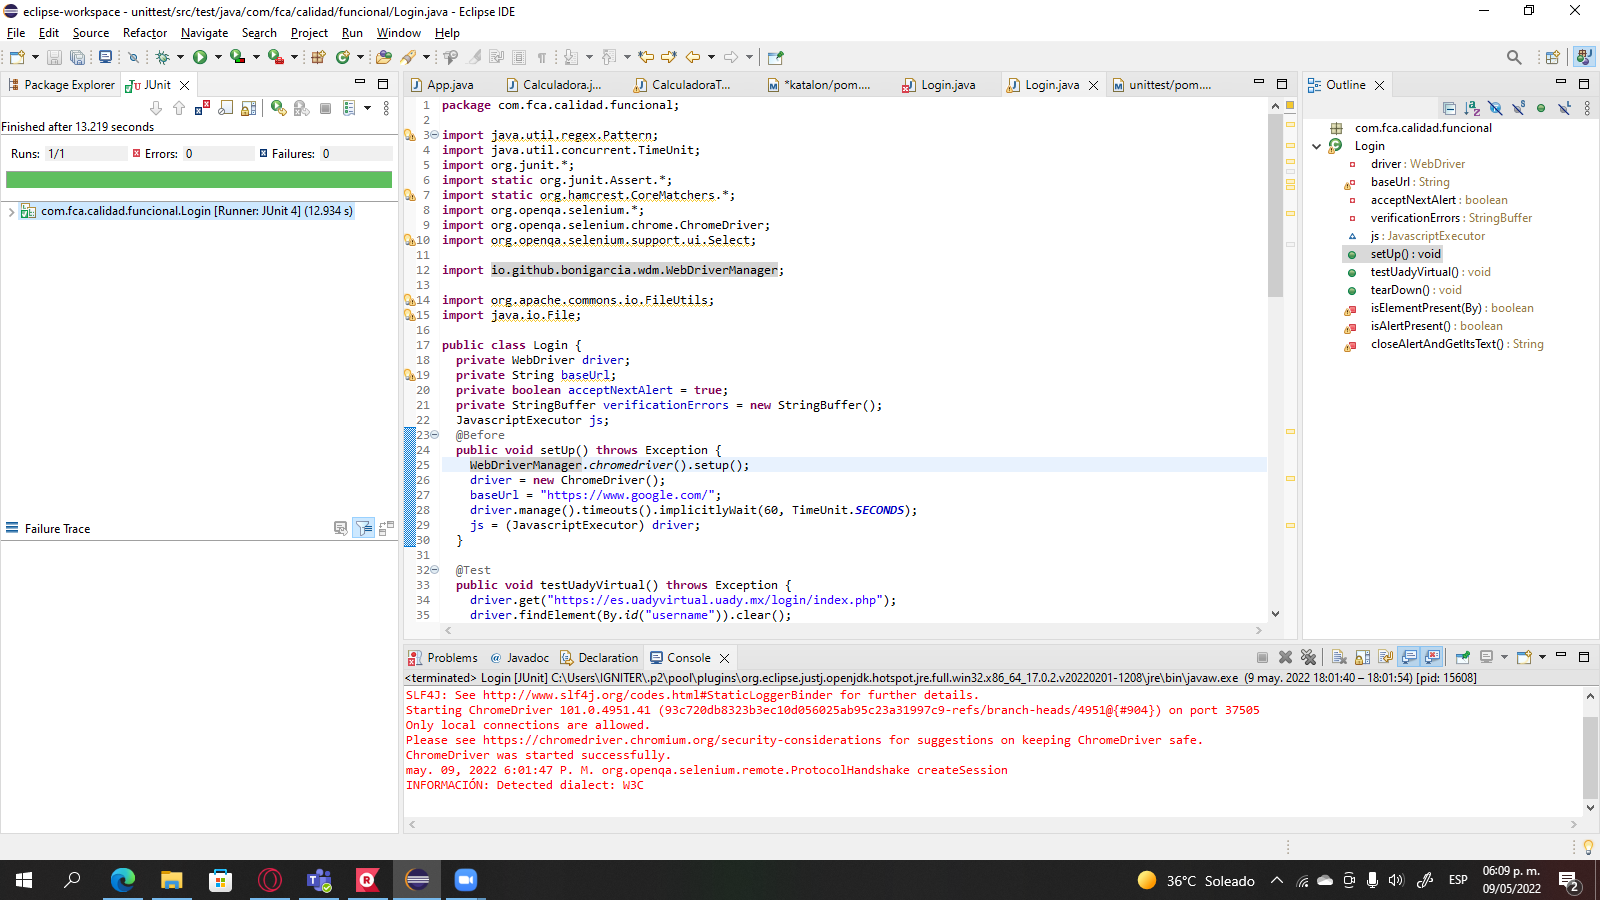 eclipse-workspace - unittest/src/test/java/com/fca/calidad/funcional/Login.java - Eclipse IDE
File Edit Source Refactor Navigate Search Project Run Window Help
Package Explorer JUnit
Finished after 13.219 seconds
Runs: 1/1 Errors: 0 Failures: 0
com.fca.calidad.funcional.Login [Runner: JUnit 4] (12.934 s)
Failure Trace
App.java Calculadora.j... CalculadoraT... *katalon/pom.... Login.java Login.java unittest/pom....
1 package com.fca.calidad.funcional;
2
3 import java.util.regex.Pattern;
4 import java.util.concurrent.TimeUnit;
5 import org.junit.*;
6 import static org.junit.Assert.*;
7 import static org.hamcrest.CoreMatchers.*;
8 import org.openqa.selenium.*;
9 import org.openqa.selenium.chrome.ChromeDriver;
10 import org.openqa.selenium.support.ui.Select;
11
12 import io.github.bonigarcia.wdm.WebDriverManager;
13
14 import org.apache.commons.io.FileUtils;
15 import java.io.File;
16
17 public class Login {
18 private WebDriver driver;
19 private String baseUrl;
20 private boolean acceptNextAlert = true;
21 private StringBuffer verificationErrors = new StringBuffer();
22 JavascriptExecutor js;
23 @Before
24 public void setUp() throws Exception {
25 WebDriverManager.chromedriver().setup();
26 driver = new ChromeDriver();
27 baseUrl = "https://www.google.com/";
28 driver.manage().timeouts().implicitlyWait(60, TimeUnit.SECONDS);
29 js = (JavascriptExecutor) driver;
30 }
31
32 @Test
33 public void testUadyVirtual() throws Exception {
34 driver.get("https://es.uadyvirtual.uady.mx/login/index.php");
35 driver.findElement(By.id("username")).clear();
Outline
com.fca.calidad.funcional
Login
driver : WebDriver
baseUrl : String
acceptNextAlert : boolean
verificationErrors : StringBuffer
js : JavascriptExecutor
setUp() : void
testUadyVirtual() : void
tearDown() : void
isElementPresent(By) : boolean
isAlertPresent() : boolean
closeAlertAndGetItsText() : String
Problems Javadoc Declaration Console
<terminated> Login [JUnit] C:\Users\IGNITER\.p2\pool\plugins\org.eclipse.justj.openjdk.hotspot.jre.full.win32.x86_64_17.0.2.v20220201-1208\jre\bin\javaw.exe (9 may. 2022 18:01:40 – 18:01:54) [pid: 15608]
SLF4J: See http://www.slf4j.org/codes.html#StaticLoggerBinder for further details.
Starting ChromeDriver 101.0.4951.41 (93c720db8323b3ec10d056025ab95c23a31997c9-refs/branch-heads/4951@{#904}) on port 37505
Only local connections are allowed.
Please see https://chromedriver.chromium.org/security-considerations for suggestions on keeping ChromeDriver safe.
ChromeDriver was started successfully.
may. 09, 2022 6:01:47 P. M. org.openqa.selenium.remote.ProtocolHandshake createSession
INFORMACIÓN: Detected dialect: W3C
36°C Soleado ESP 06:09 p. m.
09/05/2022
2